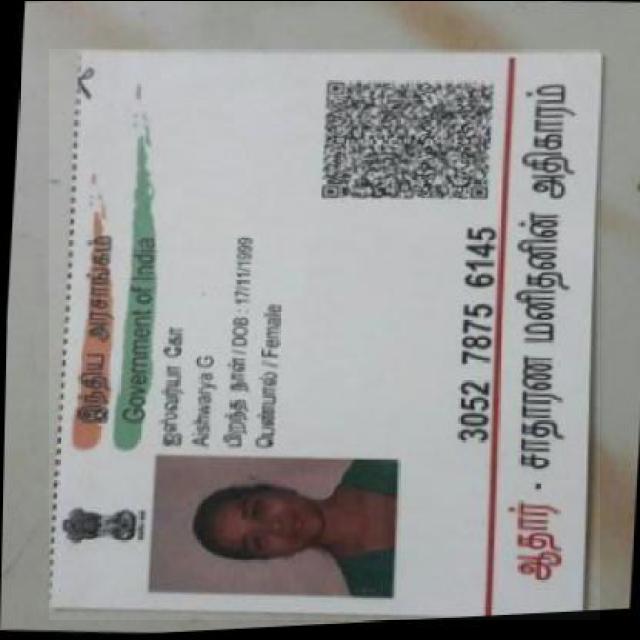 இந்திய அரசாங்கம்
Government of India
ஐஸ்வர்யா கோ
Aishwarya G
பிறந்த நாள் / DOB : 17/11/1999
பெண்பால் / Female
3052 7875 6145
ஆதார் - சாதாரண மனிதனின் அதிகாரம்